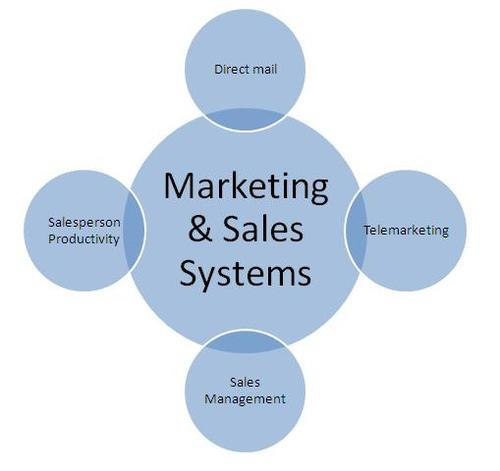 Direct mail
Marketing
& Sales
Systems
Salesperson
Productivity
Telemarketing
Sales
Management